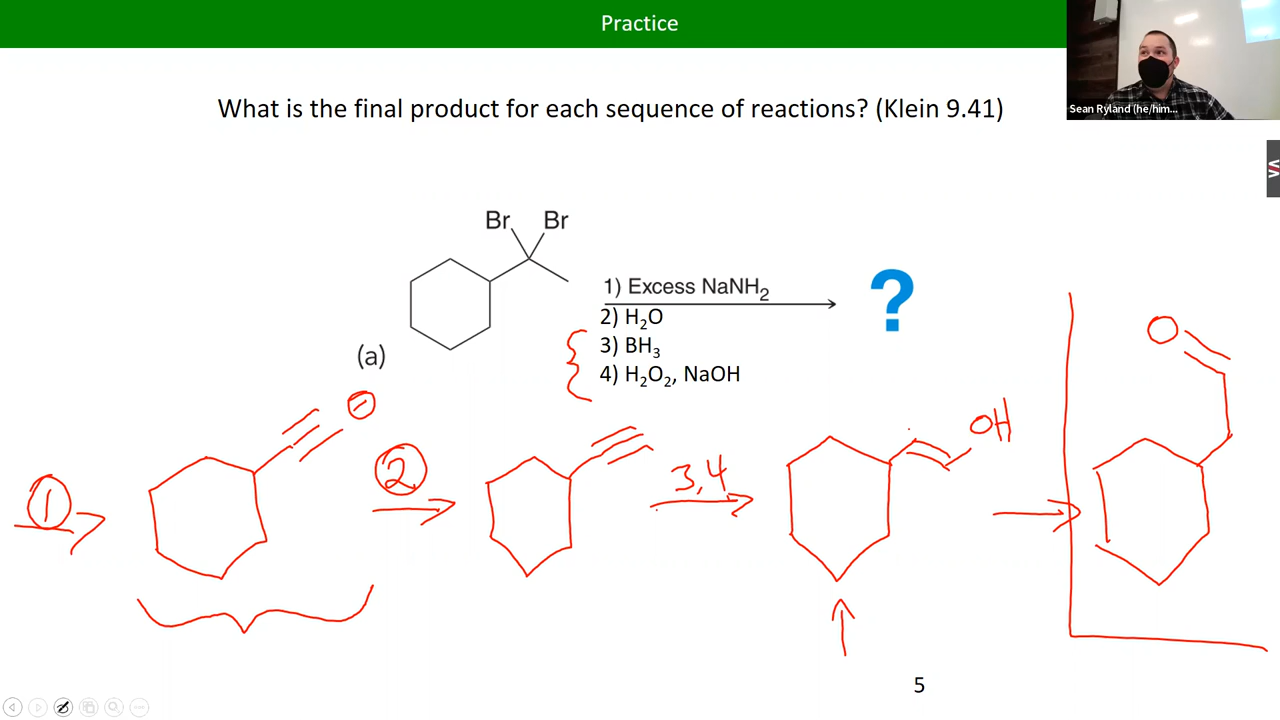 Practice
Sean Ryland (he/him...
What is the final product for each sequence of reactions? (Klein 9.41)
Br Br
1) Excess NaNH₂
2) H₂O
3) BH₃
4) H₂O₂, NaOH
?
(a)
O
⊖
OH
1
2
3,4
5